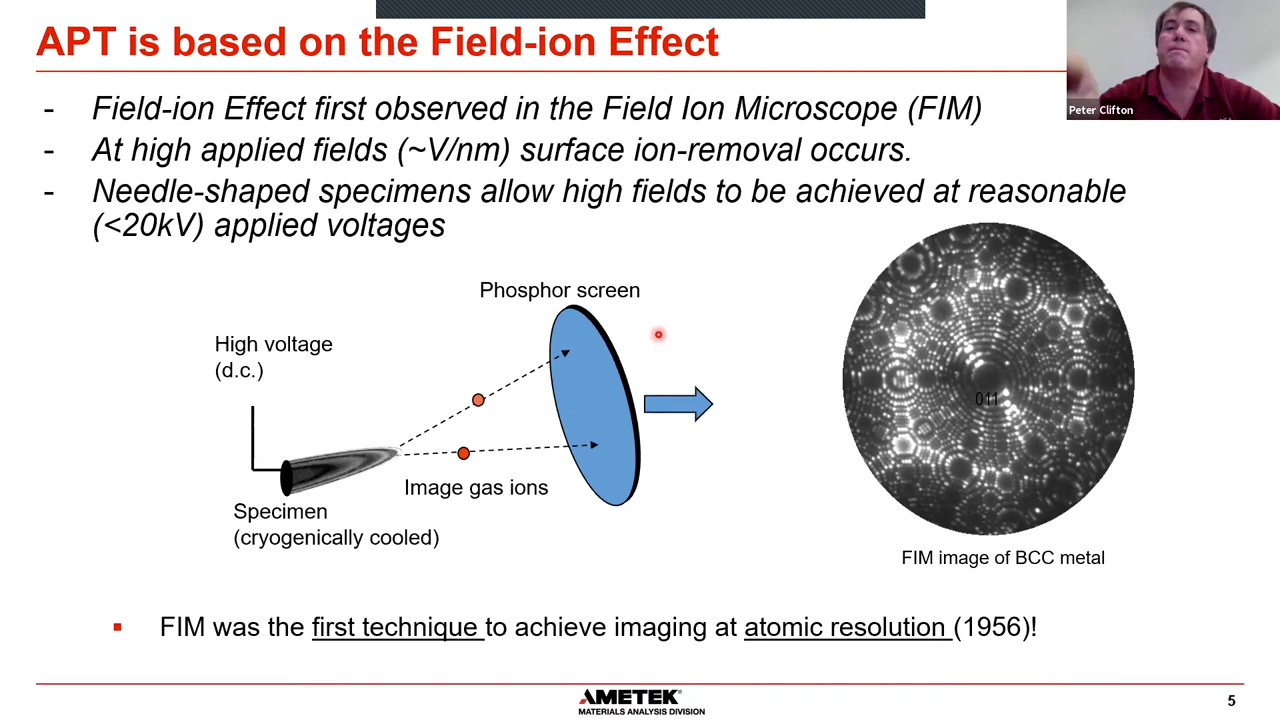 APT is based on the Field-ion Effect
Peter Clifton
- Field-ion Effect first observed in the Field Ion Microscope (FIM)
- At high applied fields (~V/nm) surface ion-removal occurs.
- Needle-shaped specimens allow high fields to be achieved at reasonable
(<20kV) applied voltages
Phosphor screen
High voltage
(d.c.)
Image gas ions
Specimen
(cryogenically cooled)
011
FIM image of BCC metal
▪ FIM was the first technique to achieve imaging at atomic resolution (1956)!
AMETEK®
MATERIALS ANALYSIS DIVISION
5